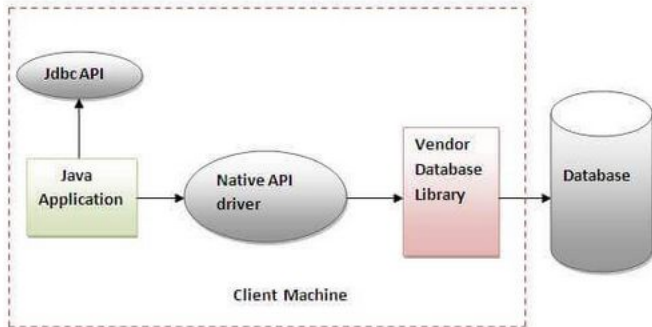 Jdbc API
Java
Application
Native API
driver
Vendor
Database
Library
Database
Client Machine